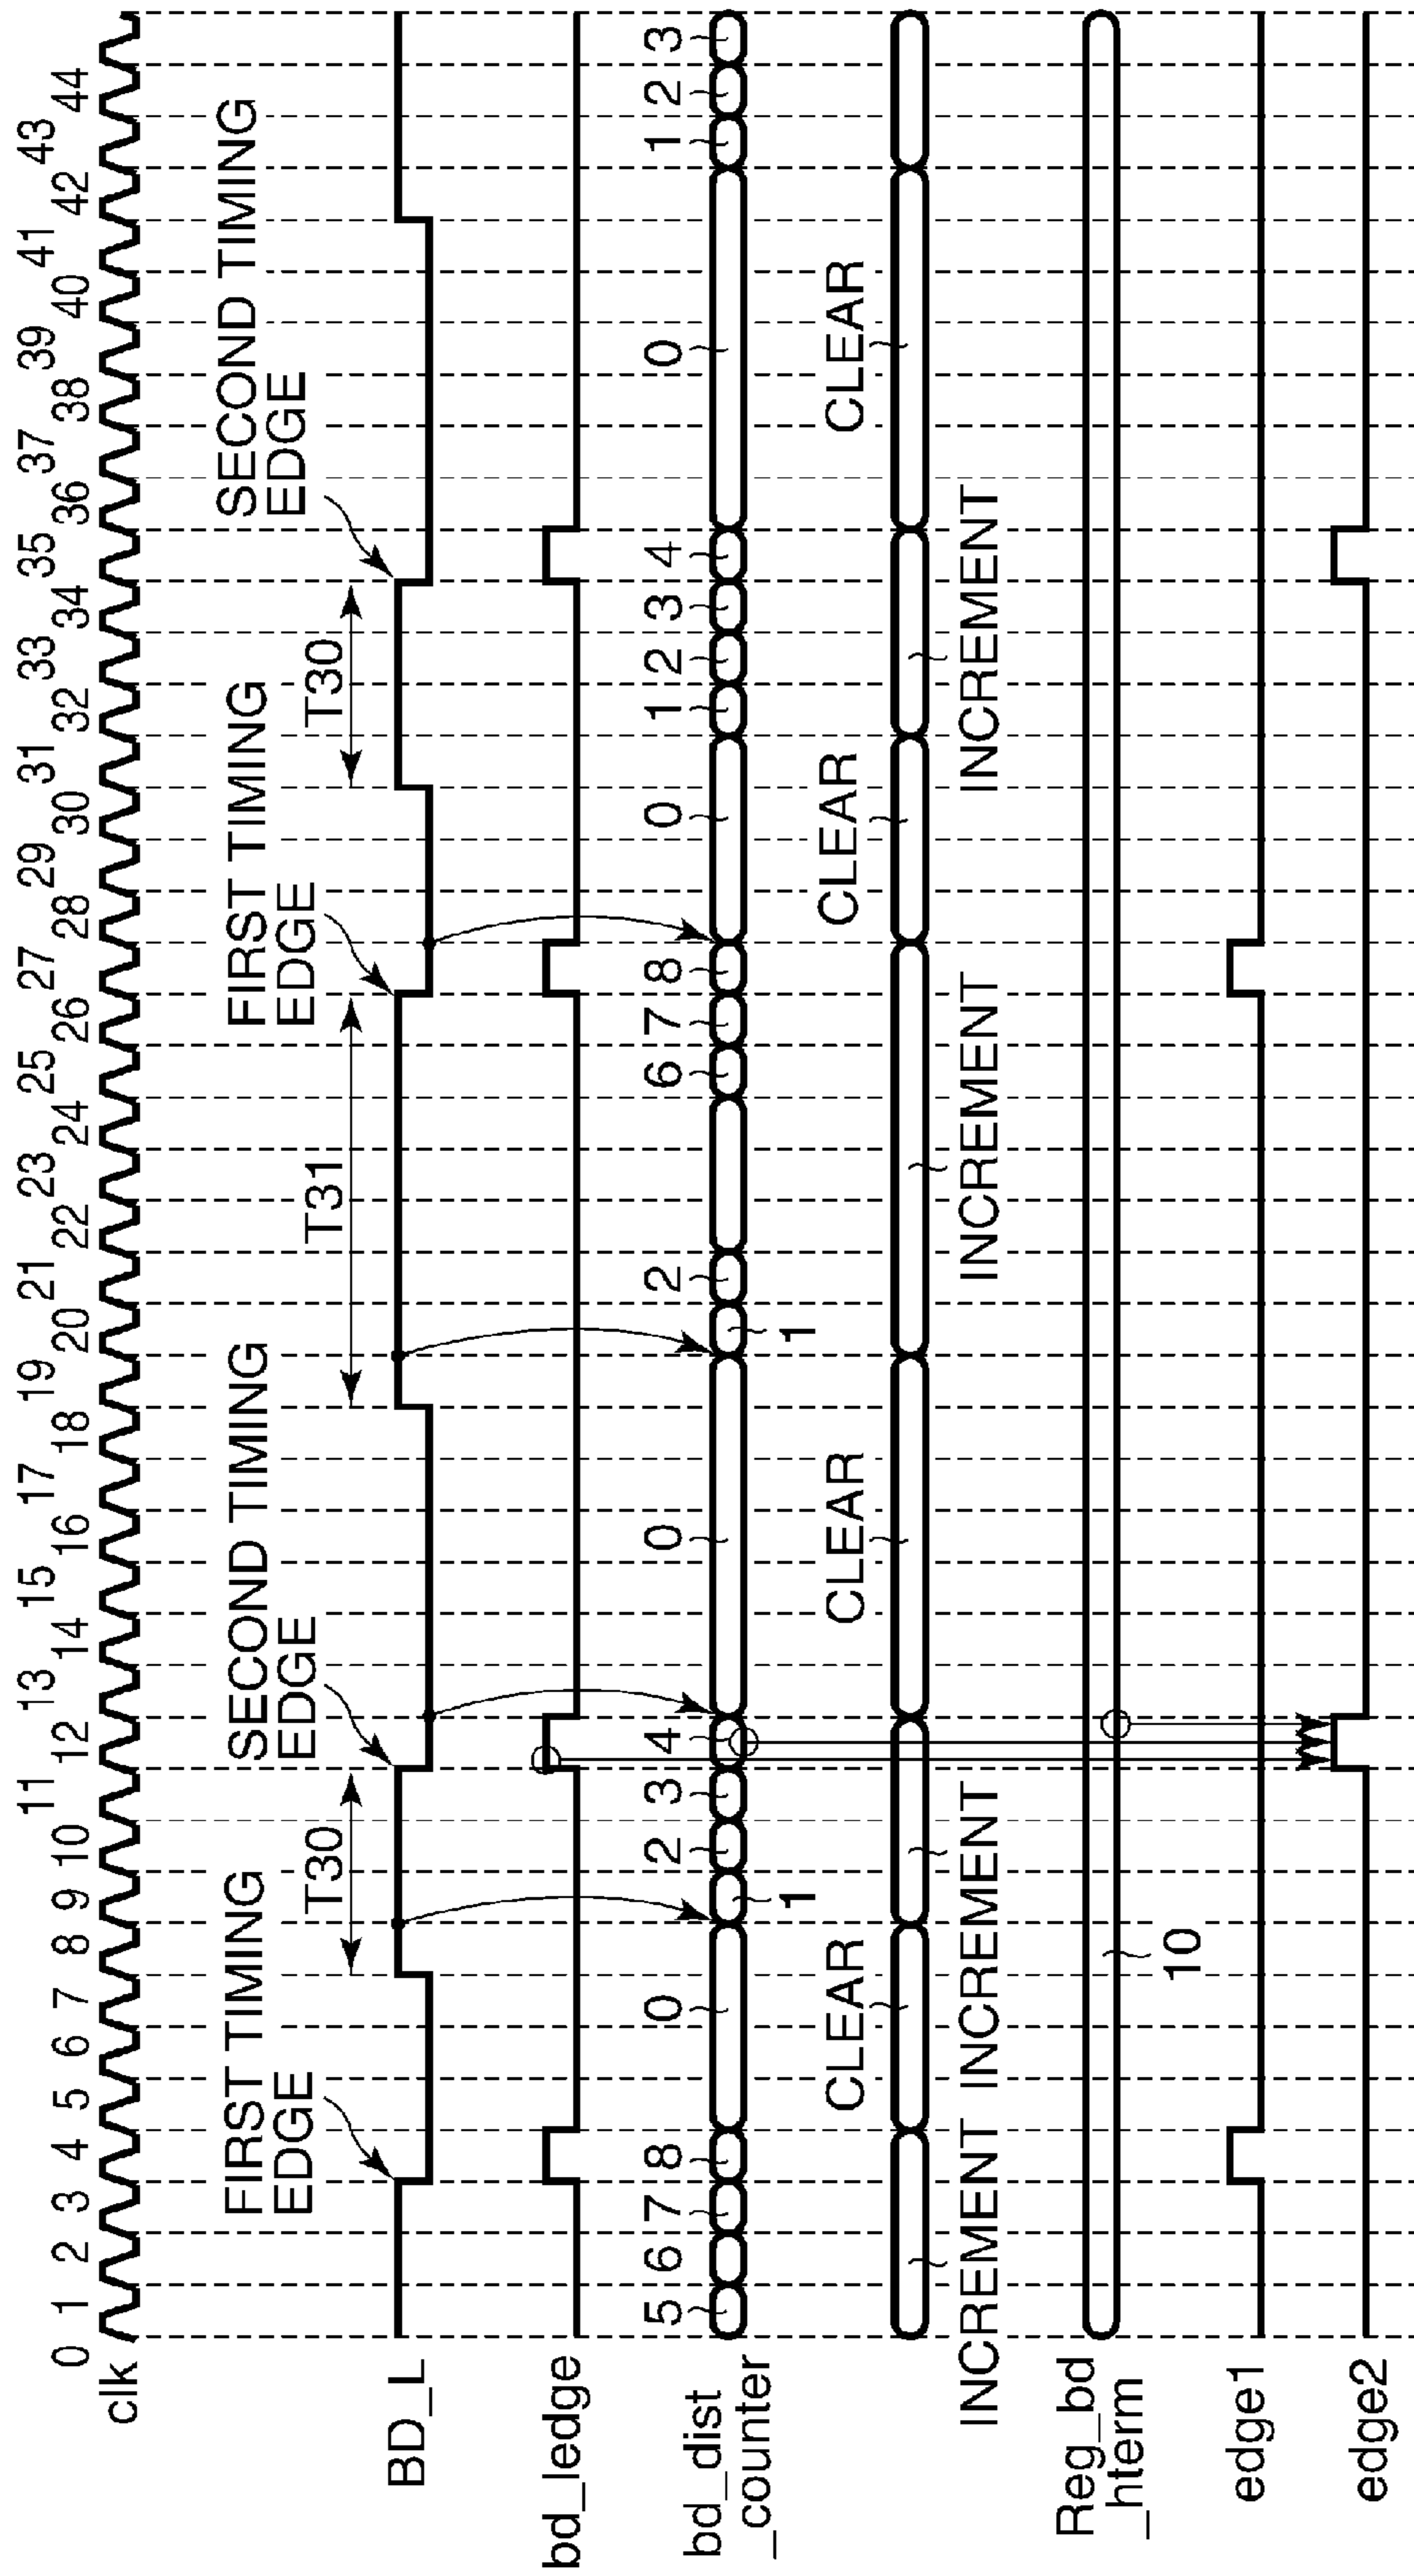 0 1 2 3 4 5 6 7 8 9 10 11 12 13 14 15 16 17 18 19 20 21 22 23 24 25 26 27 28 29 30 31 32 33 34 35 36 37 38 39 40 41 42 43 44
clk
FIRST TIMING
EDGE
SECOND TIMING
EDGE
FIRST TIMING
EDGE
SECOND TIMING
EDGE
T30
T31
T30
BD_L
bd_ledge
5 6 7 8 0 1 2 3 4 0 1 2 6 7 8 0 1 2 3 4 0 1 2 3
bd_dist
_counter
CLEAR CLEAR CLEAR CLEAR
INCREMENT INCREMENT INCREMENT INCREMENT
Reg_bd
_hterm
10
edge1
edge2